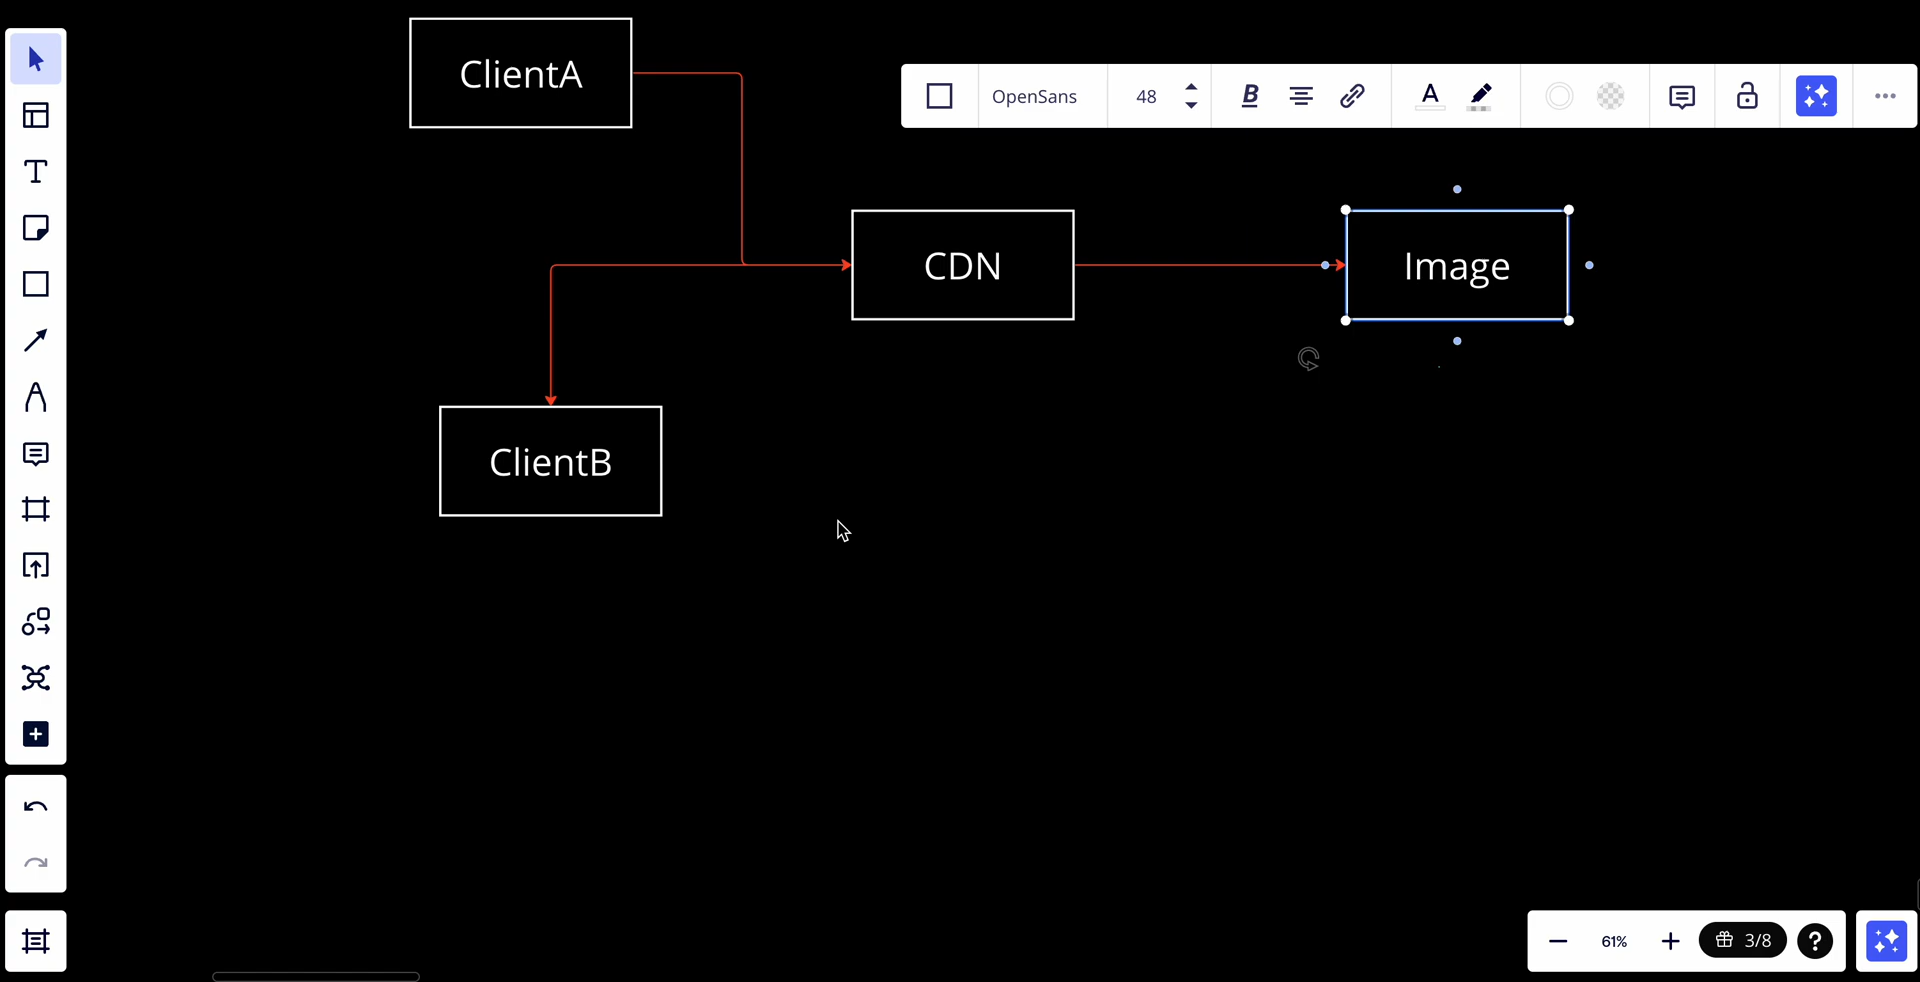 ClientA
OpenSans
48
B
A
CDN
Image
ClientB
61%
3/8
?